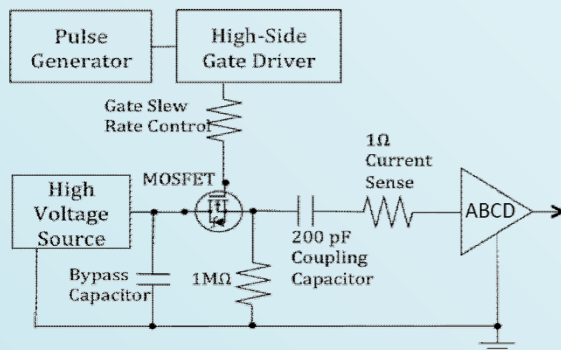 Pulse
Generator
High-Side
Gate Driver
Gate Slew
Rate Control
1Ω
Current
Sense
MOSFET
High
Voltage
Source
ABCD
200 pF
Coupling
Capacitor
Bypass
Capacitor
1MΩ